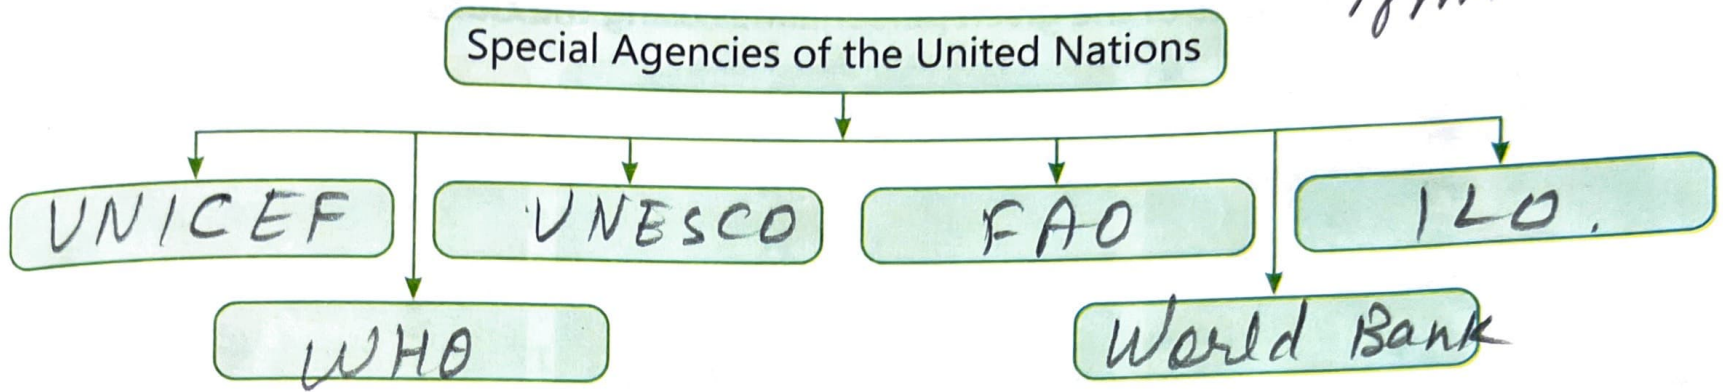 Special Agencies of the United Nations
UNICEF
UNESCO
FAO
ILO.
WHO
World Bank